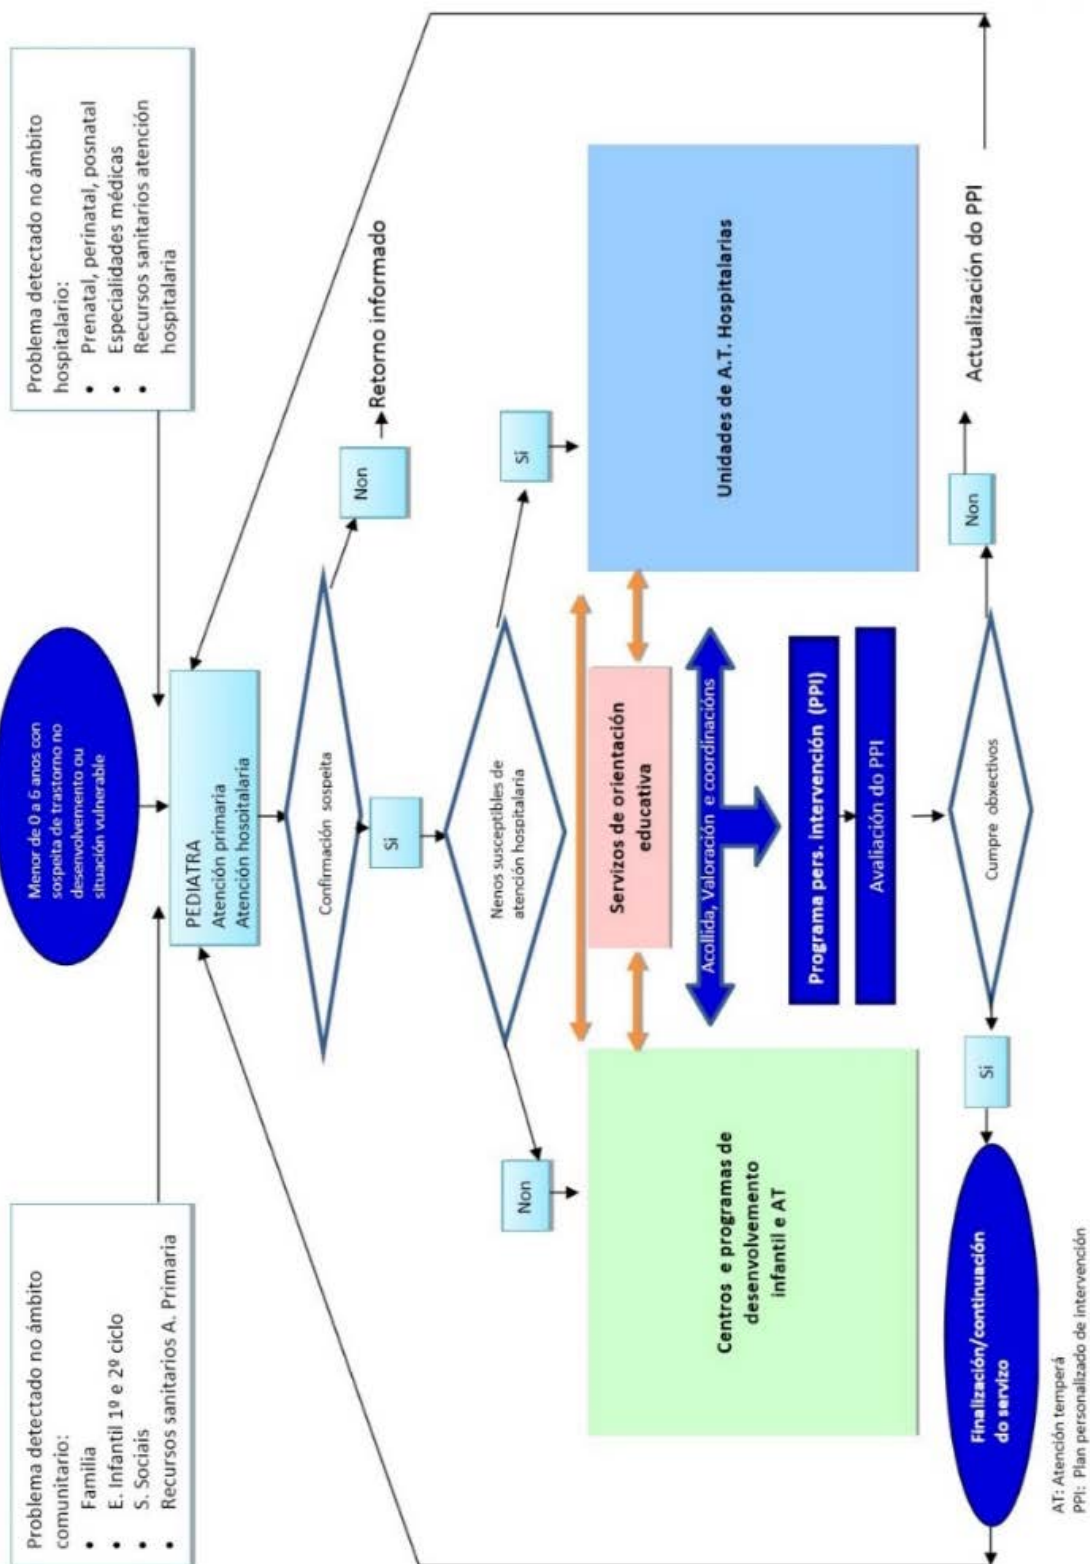 Problema detectado no ámbito
comunitario:
• Familia
• E. Infantil 1º e 2º ciclo
• S. Sociais
• Recursos sanitarios A. Primaria
Menor de 0 a 6 anos con
sospeita de trastorno no
desenvolvemento ou
situación vulnerable
Problema detectado no ámbito
hospitalario:
• Prenatal, perinatal, posnatal
• Especialidades médicas
• Recursos sanitarios atención
hospitalaria
PEDIATRA
Atención primaria
Atención hosoitalaria
Confirmación sospeita
Non
Retorno informado
Si
Nenos susceptibles de
atención hospitalaria
Non
Si
Centros e programas de
desenvolvemento
infantil e AT
Servizos de orientación
educativa
Unidades de A.T. Hospitalarias
Acollida, Valoración e coordinacións
Programa pers. intervención (PPI)
Avaliación do PPI
Cumpre obxectivos
Si
Non
Actualización do PPI
Finalización/continuación
do servizo
AT: Atención temperá
PPI: Plan personalizado de intervención